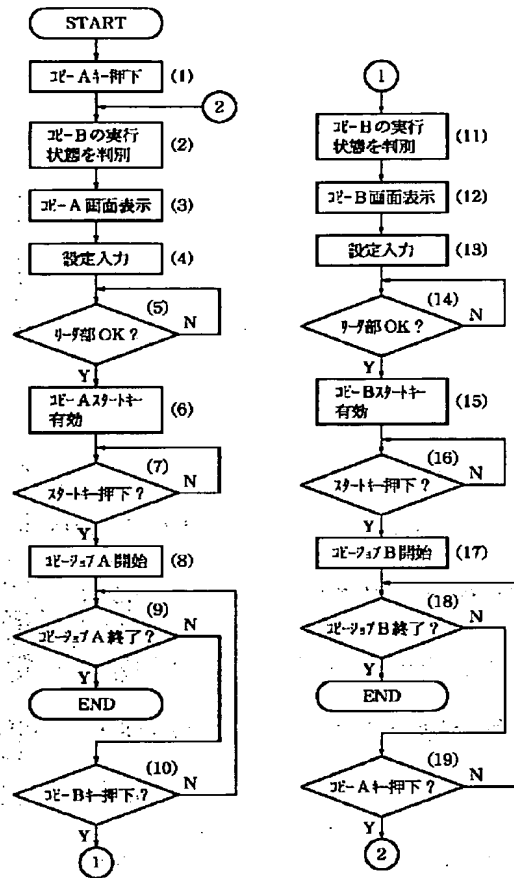 START
コピーAキー押下 (1)
2
コピーBの実行
状態を判別 (2)
コピーA画面表示 (3)
設定入力 (4)
(5)
リーダ部OK? N
Y
コピーAスタートキー
有効 (6)
(7)
スタートキー押下? N
Y
コピージョブA開始 (8)
(9)
コピージョブA終了? N
Y
END
(10)
コピーBキー押下? N
Y
1
1
コピーBの実行
状態を判別 (11)
コピーB画面表示 (12)
設定入力 (13)
(14)
リーダ部OK? N
Y
コピーBスタートキー
有効 (15)
(16)
スタートキー押下? N
Y
コピージョブB開始 (17)
(18)
コピージョブB終了? N
Y
END
(19)
コピーAキー押下? N
Y
2